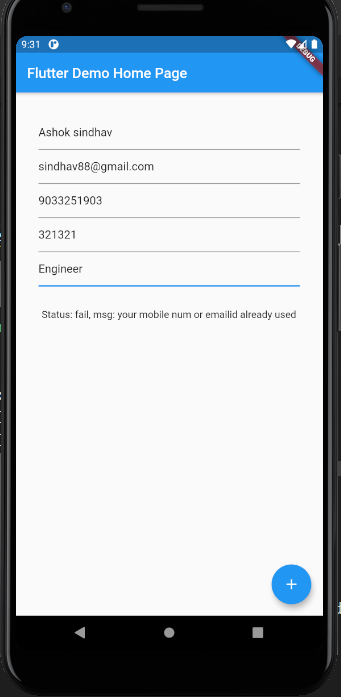 9:31
DEBUG
Flutter Demo Home Page
Ashok sindhav
sindhav88@gmail.com
9033251903
321321
Engineer
Status: fail, msg: your mobile num or emailid already used
+